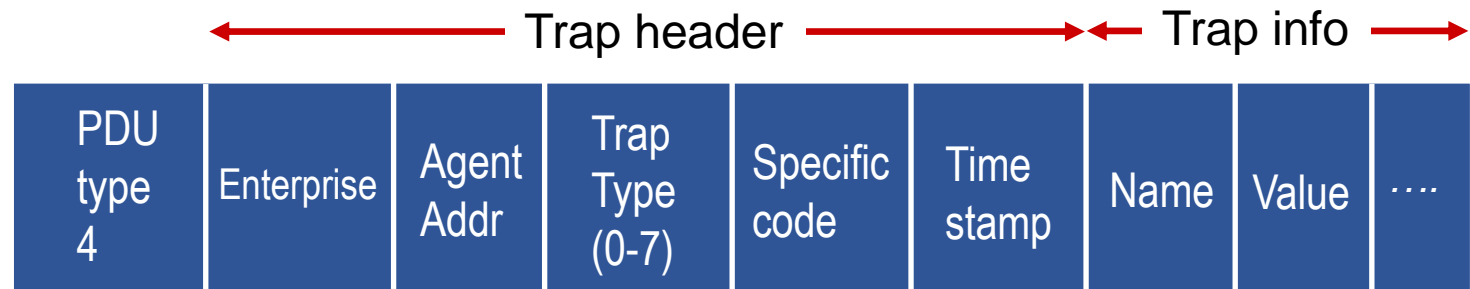 Trap header
Trap info
PDU
type
4
Enterprise
Agent
Addr
Trap
Type
(0-7)
Specific
code
Time
stamp
Name
Value
....